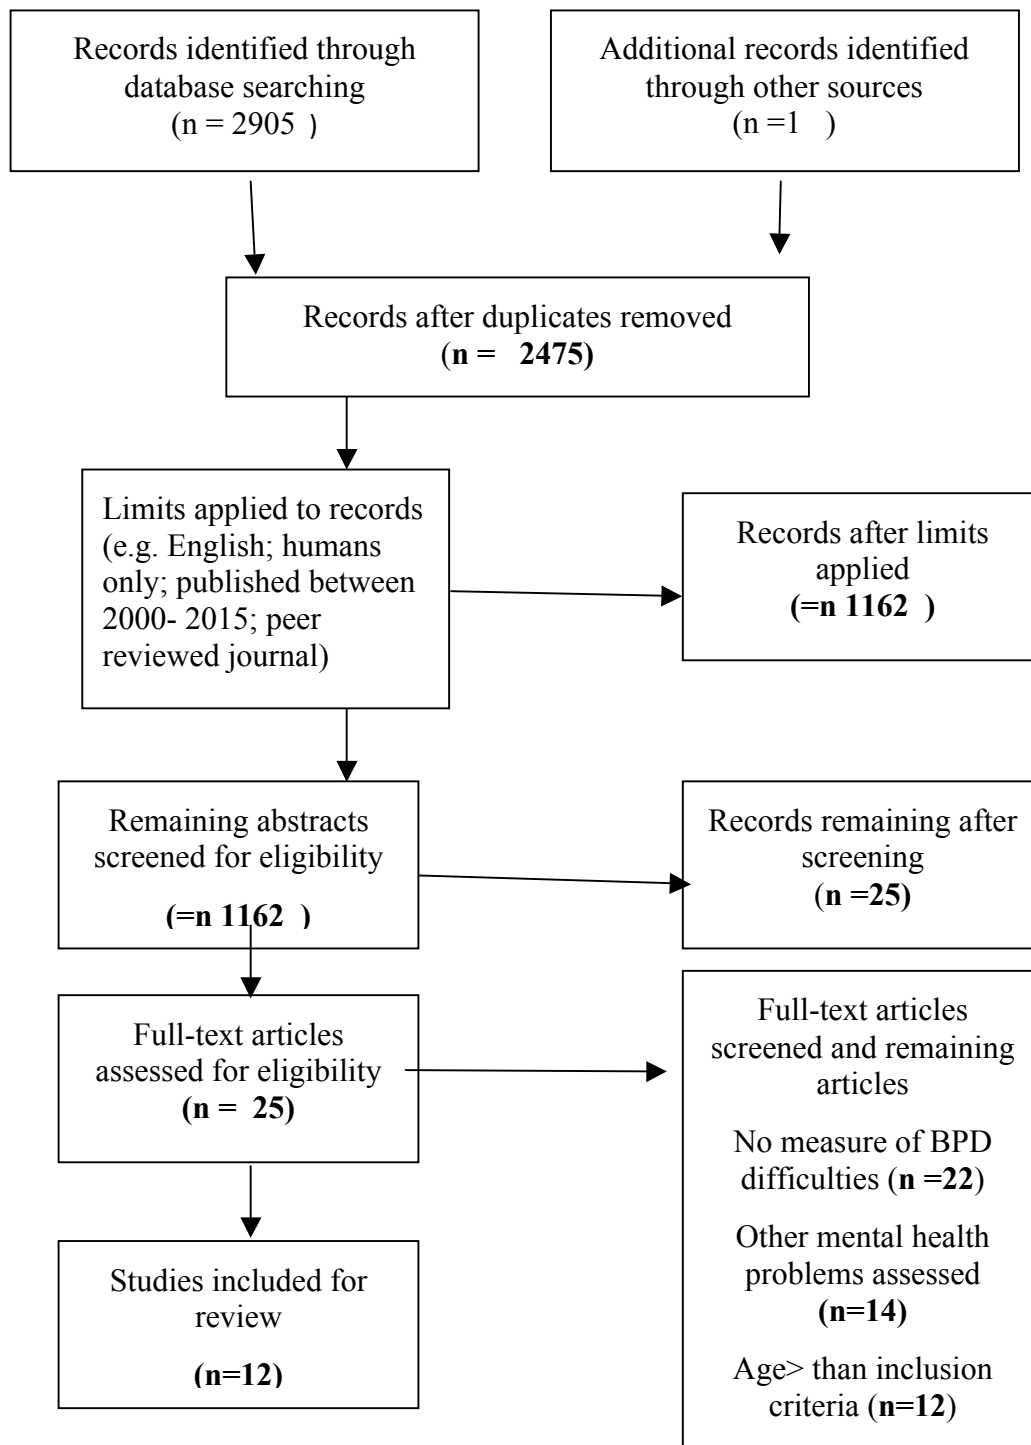 Records identified through
database searching
(n = 2905 )
Additional records identified
through other sources
(n =1 )
Records after duplicates removed
(n = 2475)
Limits applied to records
(e.g. English; humans
only; published between
2000- 2015; peer
reviewed journal)
Records after limits
applied
(=n 1162 )
Remaining abstracts
screened for eligibility
(=n 1162 )
Records remaining after
screening
(n =25)
Full-text articles
assessed for eligibility
(n = 25)
Full-text articles
screened and remaining
articles
No measure of BPD
difficulties (n =22)
Other mental health
problems assessed
(n=14)
Age> than inclusion
criteria (n=12)
Studies included for
review
(n=12)